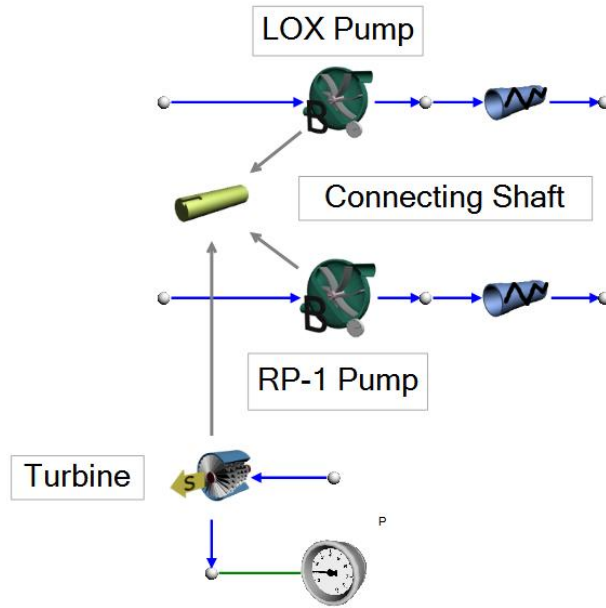 LOX Pump
B
Connecting Shaft
B
RP-1 Pump
Turbine
S
P